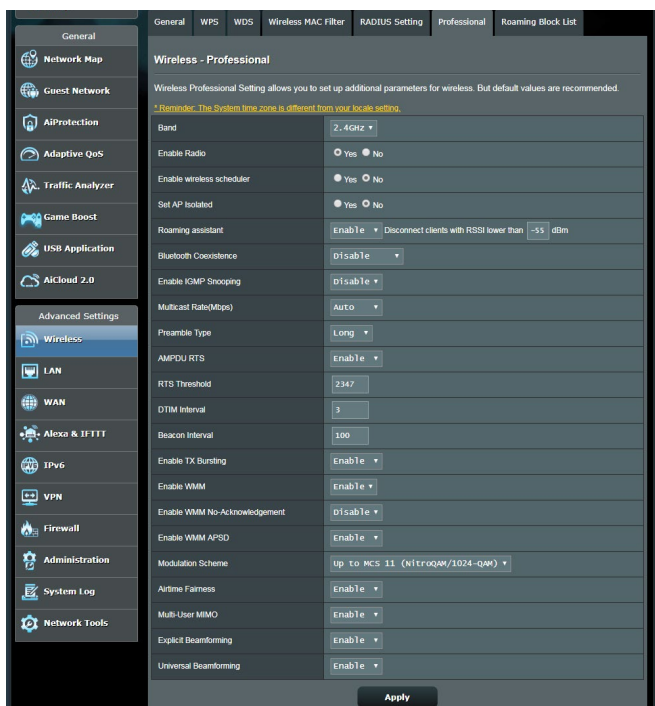 General WPS WDS Wireless MAC Filter RADIUS Setting Professional Roaming Block List
General
Network Map
Guest Network
AiProtection
Adaptive QoS
Traffic Analyzer
Game Boost
USB Application
AiCloud 2.0
Advanced Settings
Wireless
LAN
WAN
Alexa & IFTTT
IPv6
VPN
Firewall
Administration
System Log
Network Tools
Wireless - Professional
Wireless Professional Setting allows you to set up additional parameters for wireless. But default values are recommended.
* Reminder: The System time zone is different from your locale setting.
Band 2.4GHz
Enable Radio Yes No
Enable wireless scheduler Yes No
Set AP Isolated Yes No
Roaming assistant Enable Disconnect clients with RSSI lower than -55 dBm
Bluetooth Coexistence Disable
Enable IGMP Snooping Disable
Multicast Rate(Mbps) Auto
Preamble Type Long
AMPDU RTS Enable
RTS Threshold 2347
DTIM Interval 3
Beacon Interval 100
Enable TX Bursting Enable
Enable WMM Enable
Enable WMM No-Acknowledgement Disable
Enable WMM APSD Enable
Modulation Scheme Up to MCS 11 (NitroQAM/1024-QAM)
Airtime Fairness Enable
Multi-User MIMO Enable
Explicit Beamforming Enable
Universal Beamforming Enable
Apply